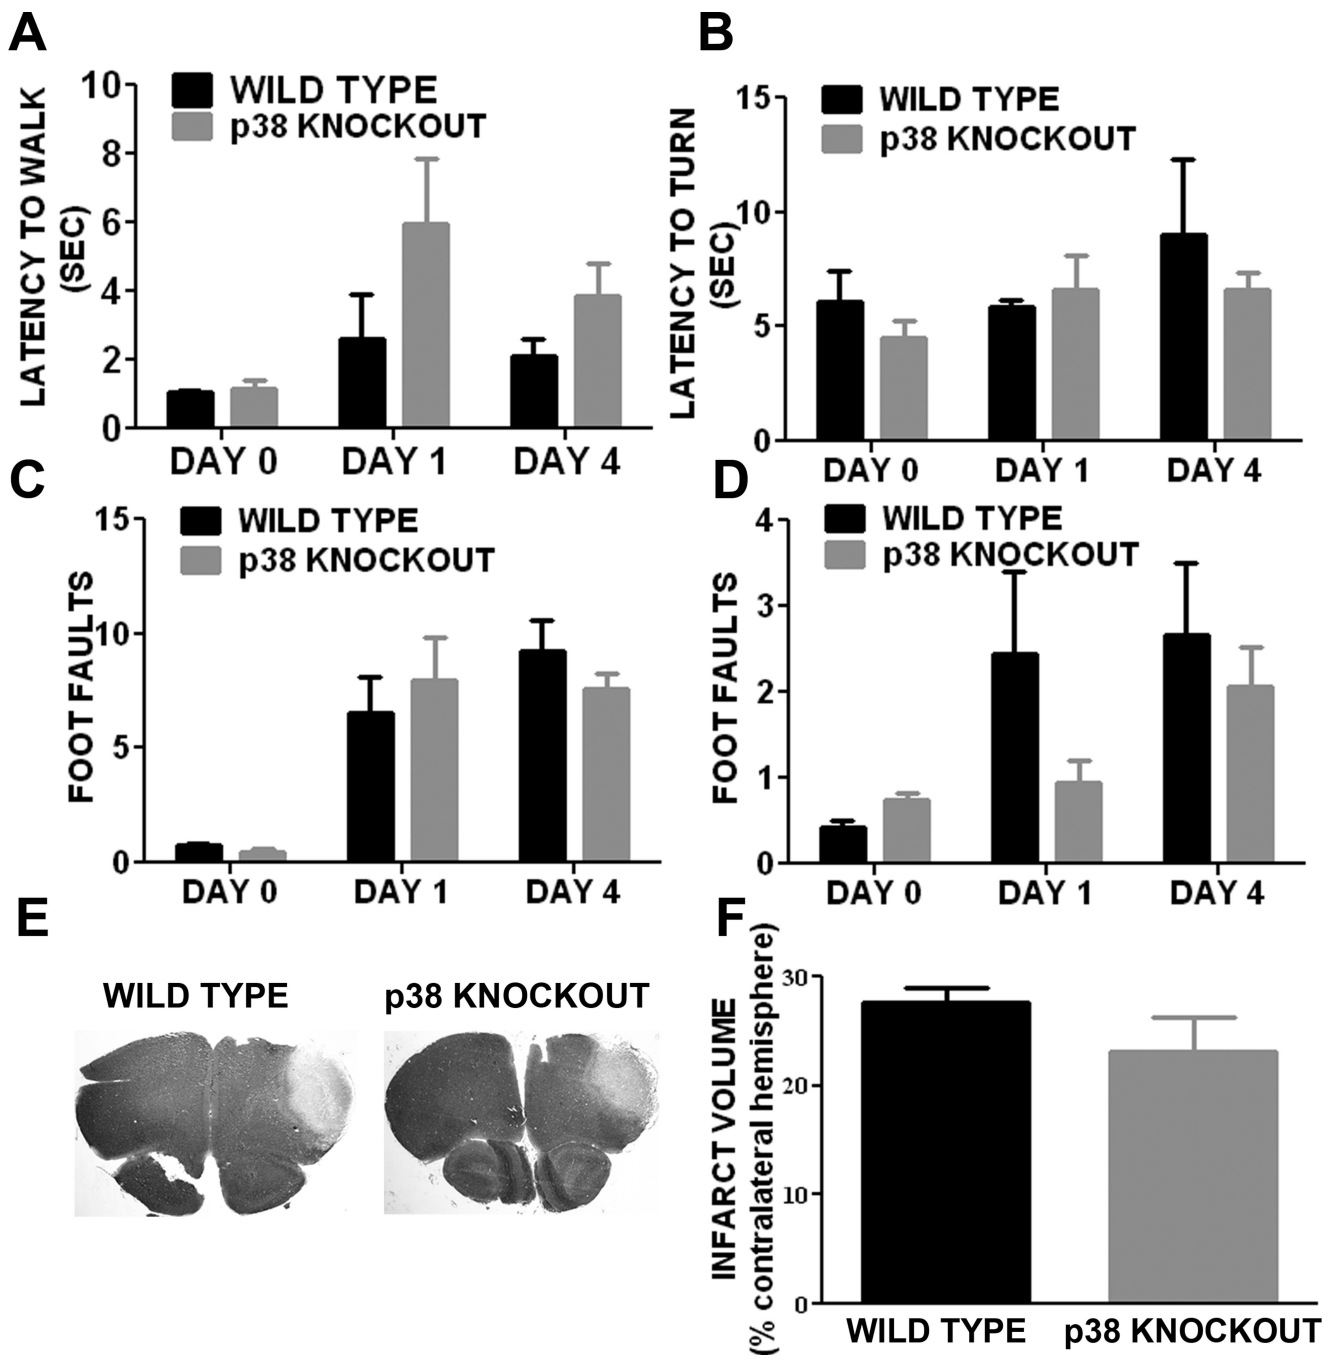 A
LATENCY TO WALK
(SEC)
10
8
6
4
2
0
WILD TYPE
p38 KNOCKOUT
DAY 0
DAY 1
DAY 4
B
LATENCY TO TURN
(SEC)
15
10
5
0
WILD TYPE
p38 KNOCKOUT
DAY 0
DAY 1
DAY 4
C
FOOT FAULTS
15
10
5
0
WILD TYPE
p38 KNOCKOUT
DAY 0
DAY 1
DAY 4
D
FOOT FAULTS
4
3
2
1
0
WILD TYPE
p38 KNOCKOUT
DAY 0
DAY 1
DAY 4
E
WILD TYPE
p38 KNOCKOUT
F
INFARCT VOLUME
(% contralateral hemisphere)
30
20
10
0
WILD TYPE
p38 KNOCKOUT